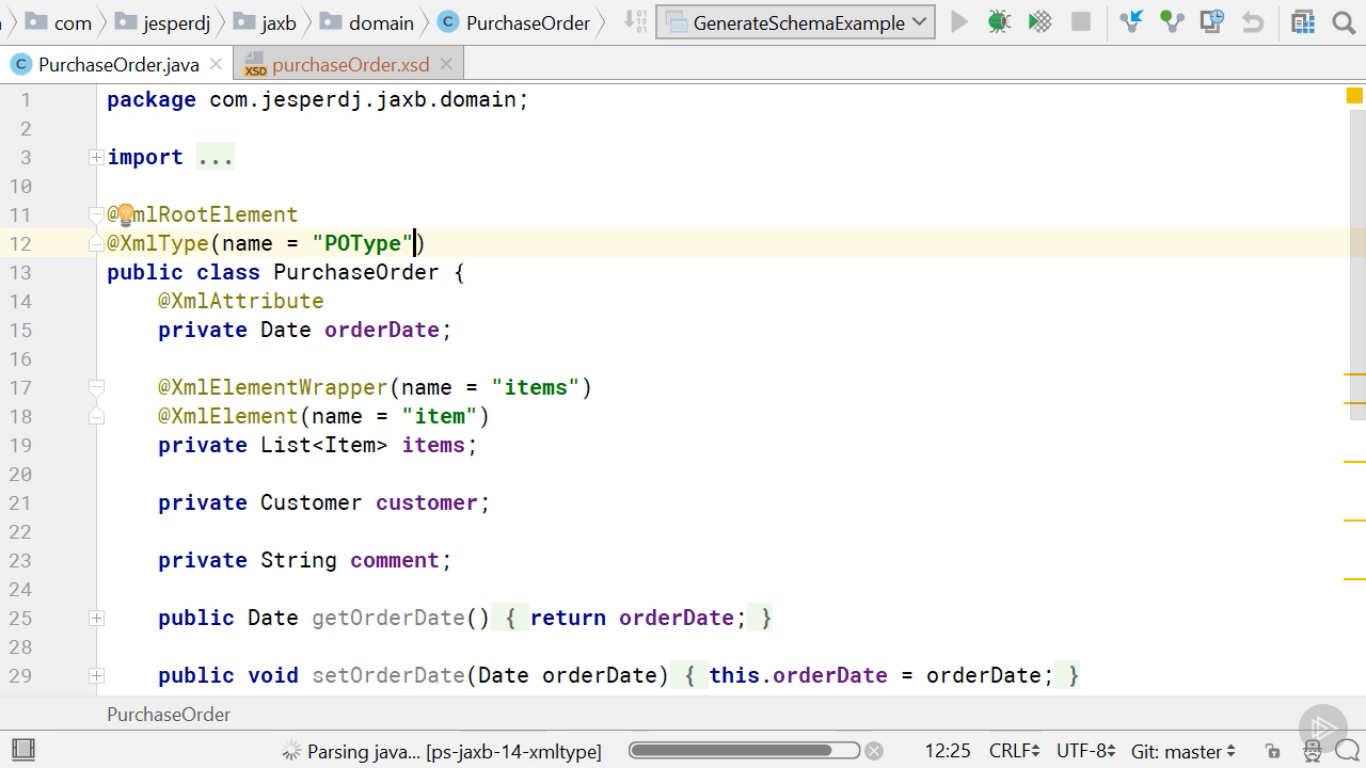 com jesperdj jaxb domain C PurchaseOrder GenerateSchemaExample
C PurchaseOrder.java XSD purchaseOrder.xsd
1 package com.jesperdj.jaxb.domain;
2
3 import ...
10
11 @XmlRootElement
12 @XmlType(name = "POType")
13 public class PurchaseOrder {
14 @XmlAttribute
15 private Date orderDate;
16
17 @XmlElementWrapper(name = "items")
18 @XmlElement(name = "item")
19 private List<Item> items;
20
21 private Customer customer;
22
23 private String comment;
24
25 public Date getOrderDate() { return orderDate; }
28
29 public void setOrderDate(Date orderDate) { this.orderDate = orderDate; }
PurchaseOrder
Parsing java... [ps-jaxb-14-xmltype] 12:25 CRLF UTF-8 Git: master